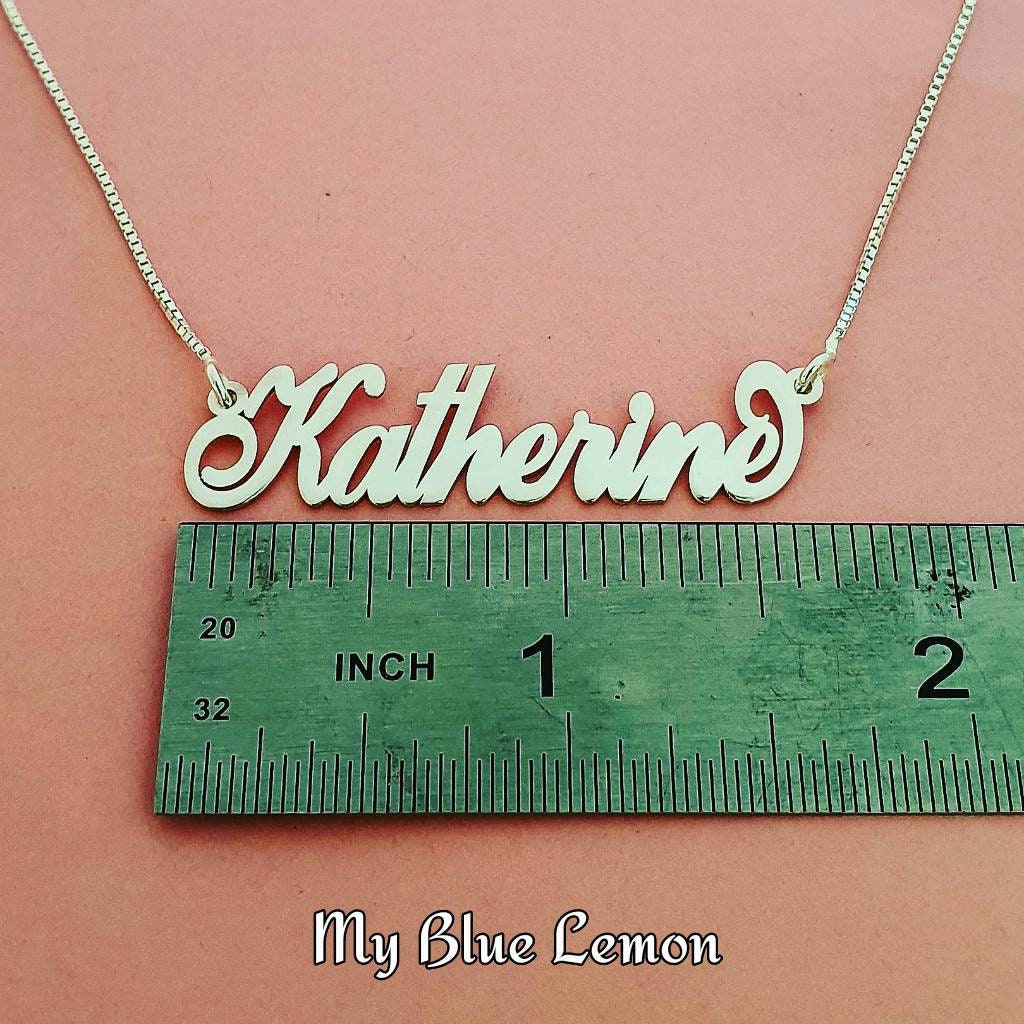 Katherine
20
INCH
1
2
32
My Blue Lemon